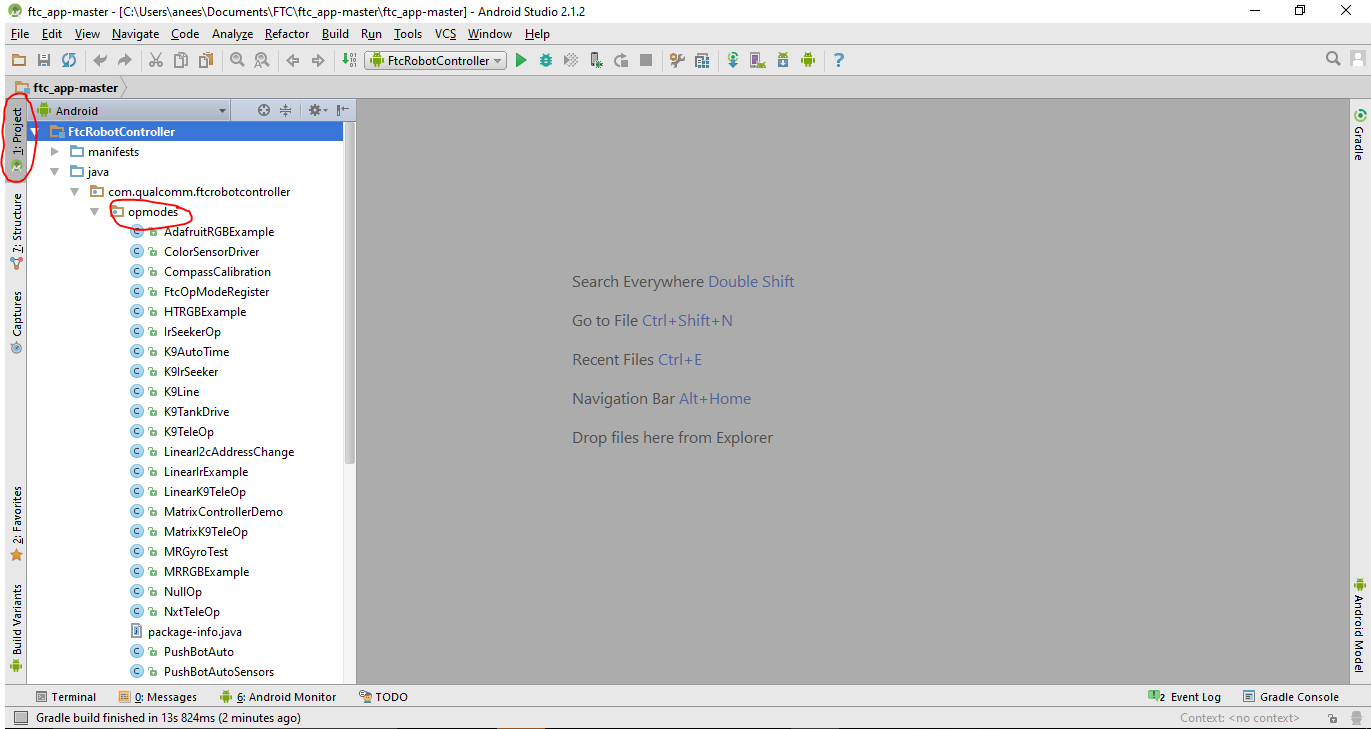 ftc_app-master - [C:\Users\anees\Documents\FTC\ftc_app-master\ftc_app-master] - Android Studio 2.1.2
File Edit View Navigate Code Analyze Refactor Build Run Tools VCS Window Help
FtcRobotController
ftc_app-master
1: Project
7: Structure
Captures
2: Favorites
Build Variants
Android
FtcRobotController
manifests
java
com.qualcomm.ftcrobotcontroller
opmodes
AdafruitRGBExample
ColorSensorDriver
CompassCalibration
FtcOpModeRegister
HTRGBExample
IrSeekerOp
K9AutoTime
K9IrSeeker
K9Line
K9TankDrive
K9TeleOp
LinearI2cAddressChange
LinearIrExample
LinearK9TeleOp
MatrixControllerDemo
MatrixK9TeleOp
MRGyroTest
MRRGBExample
NullOp
NxtTeleOp
package-info.java
PushBotAuto
PushBotAutoSensors
Search Everywhere Double Shift
Go to File Ctrl+Shift+N
Recent Files Ctrl+E
Navigation Bar Alt+Home
Drop files here from Explorer
Gradle
Android Model
Terminal 0: Messages 6: Android Monitor TODO 2 Event Log Gradle Console
Gradle build finished in 13s 824ms (2 minutes ago) Context: <no context>